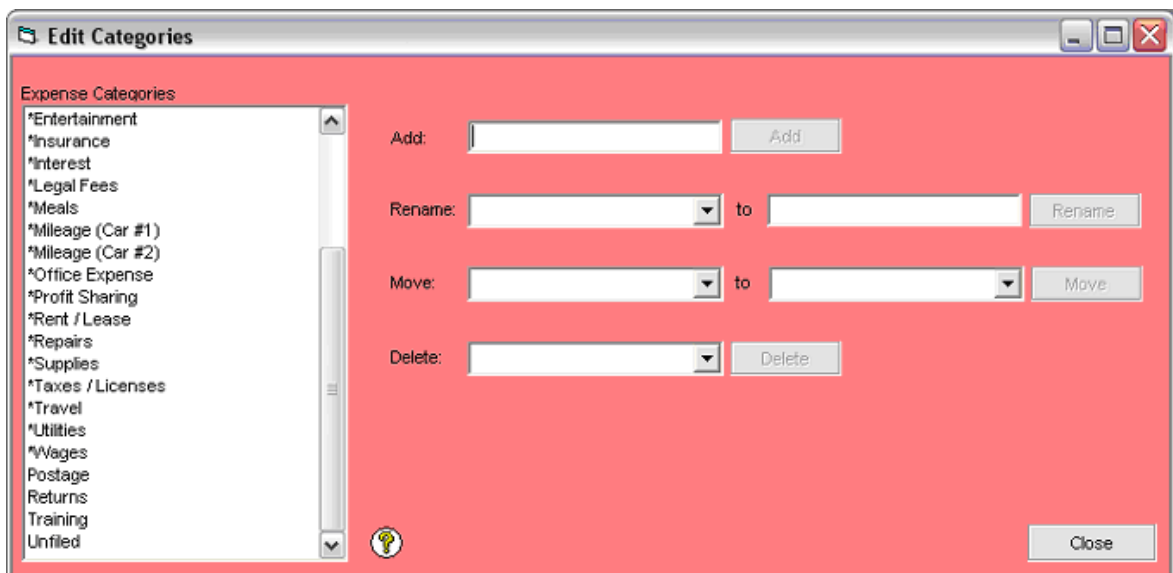 Edit Categories
Expense Categories
*Entertainment
*Insurance
*Interest
*Legal Fees
*Meals
*Mileage (Car #1)
*Mileage (Car #2)
*Office Expense
*Profit Sharing
*Rent / Lease
*Repairs
*Supplies
*Taxes / Licenses
*Travel
*Utilities
*Wages
Postage
Returns
Training
Unfiled
Add: Add
Rename: to Rename
Move: to Move
Delete: Delete
?
Close